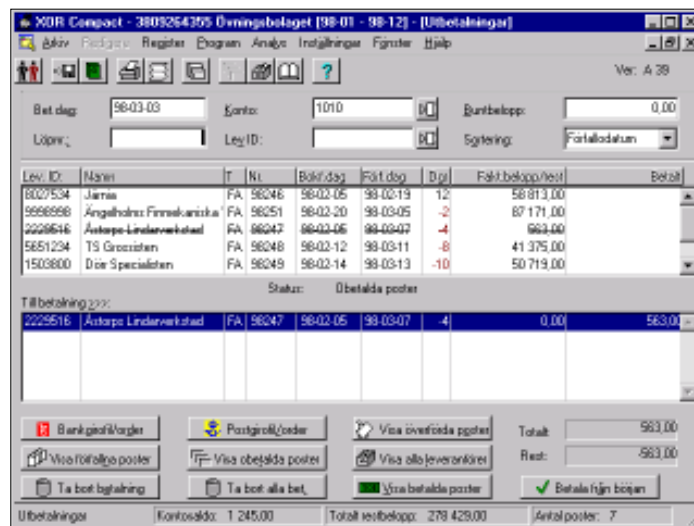 XOR Compact - 3809264355 Övningsbolaget [98-01 - 98-12] - [Utbetalningar]
Arkiv Redigera Register Program Analys Inställningar Fönster Hjälp
Ver: A 39
Bet.dag: 98-03-03 Konto: 1010 Buntbelopp: 0,00
Löpnr.: Lev ID: Sortering: Förfallodatum
Lev. ID: Namn T Nr. Bokf.dag Förf.dag Dgr Fakt.belopp/rest Betalt
8027534 Järnia FA 98246 98-02-05 98-02-19 12 58 813,00
9998998 Ängelholms Finmekaniska FA 98251 98-02-20 98-03-05 -2 87 171,00
2229516 Åstorps Lindarverkstad FA 98247 98-02-05 98-03-07 -4 563,00
5651234 TS Grossisten FA 98248 98-02-12 98-03-11 -8 41 375,00
1503800 Dörr Specialisten FA 98249 98-02-14 98-03-13 -10 50 719,00
Status: Obetalda poster
Till betalning >>>:
2229516 Åstorps Lindarverkstad FA 98247 98-02-05 98-03-07 -4 0,00 563,00
Bankgirofil/order Postgirofil/order Visa överförda poster Totalt: 563,00
Visa förfallna poster Visa obetalda poster Visa alla leverantörer Rest: -563,00
Ta bort betalning Ta bort alla bet. Visa betalda poster Betala från början
Utbetalningar Kontosaldo: 1 245,00 Totalt restbelopp: 278 429,00 Antal poster: 7